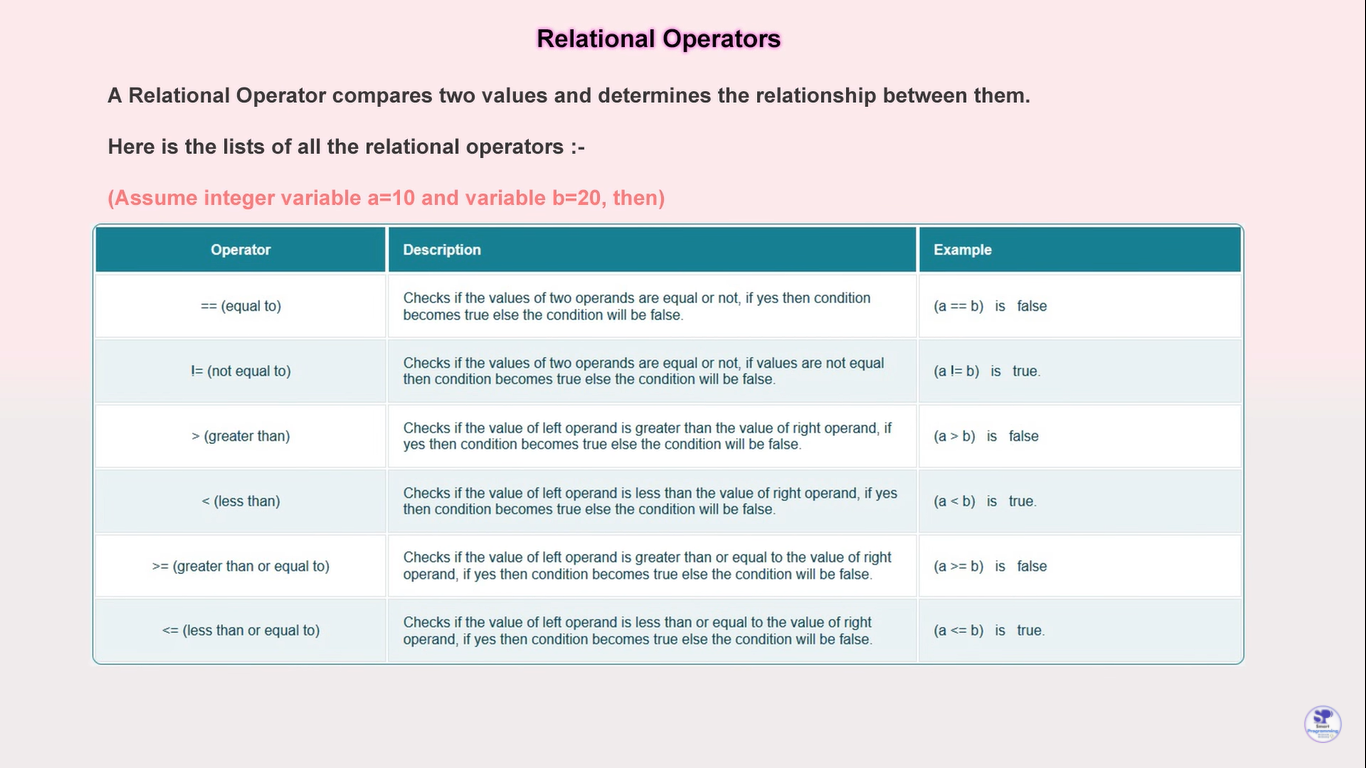 Relational Operators
A Relational Operator compares two values and determines the relationship between them.
Here is the lists of all the relational operators :-
(Assume integer variable a=10 and variable b=20, then)
Operator Description Example
== (equal to) Checks if the values of two operands are equal or not, if yes then condition (a == b) is false
becomes true else the condition will be false.
!= (not equal to) Checks if the values of two operands are equal or not, if values are not equal (a != b) is true.
then condition becomes true else the condition will be false.
> (greater than) Checks if the value of left operand is greater than the value of right operand, if (a > b) is false
yes then condition becomes true else the condition will be false.
< (less than) Checks if the value of left operand is less than the value of right operand, if yes (a < b) is true.
then condition becomes true else the condition will be false.
>= (greater than or equal to) Checks if the value of left operand is greater than or equal to the value of right (a >= b) is false
operand, if yes then condition becomes true else the condition will be false.
<= (less than or equal to) Checks if the value of left operand is less than or equal to the value of right (a <= b) is true.
operand, if yes then condition becomes true else the condition will be false.
SP
Smart
Programming